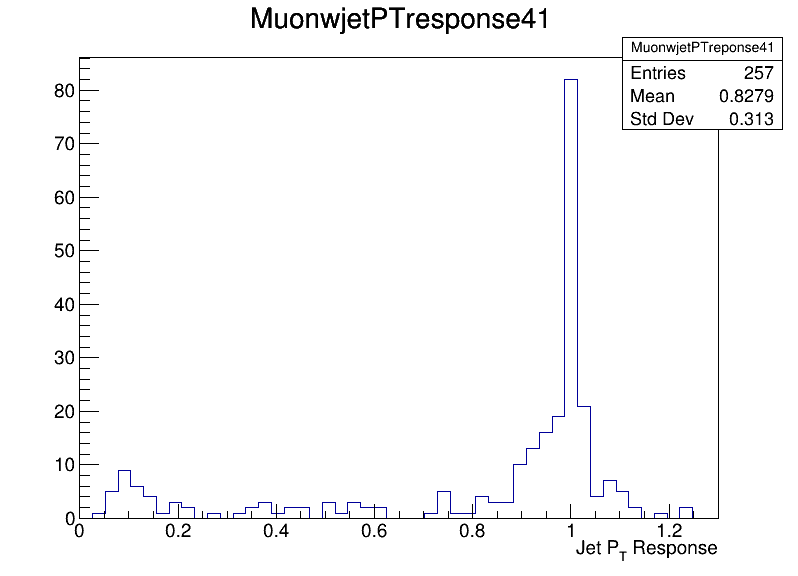 MuonwjetPTresponse41
MuonwjetPTreponse41
Entries 257
Mean 0.8279
Std Dev 0.313
80
70
60
50
40
30
20
10
0
0 0.2 0.4 0.6 0.8 1 1.2
Jet PT Response